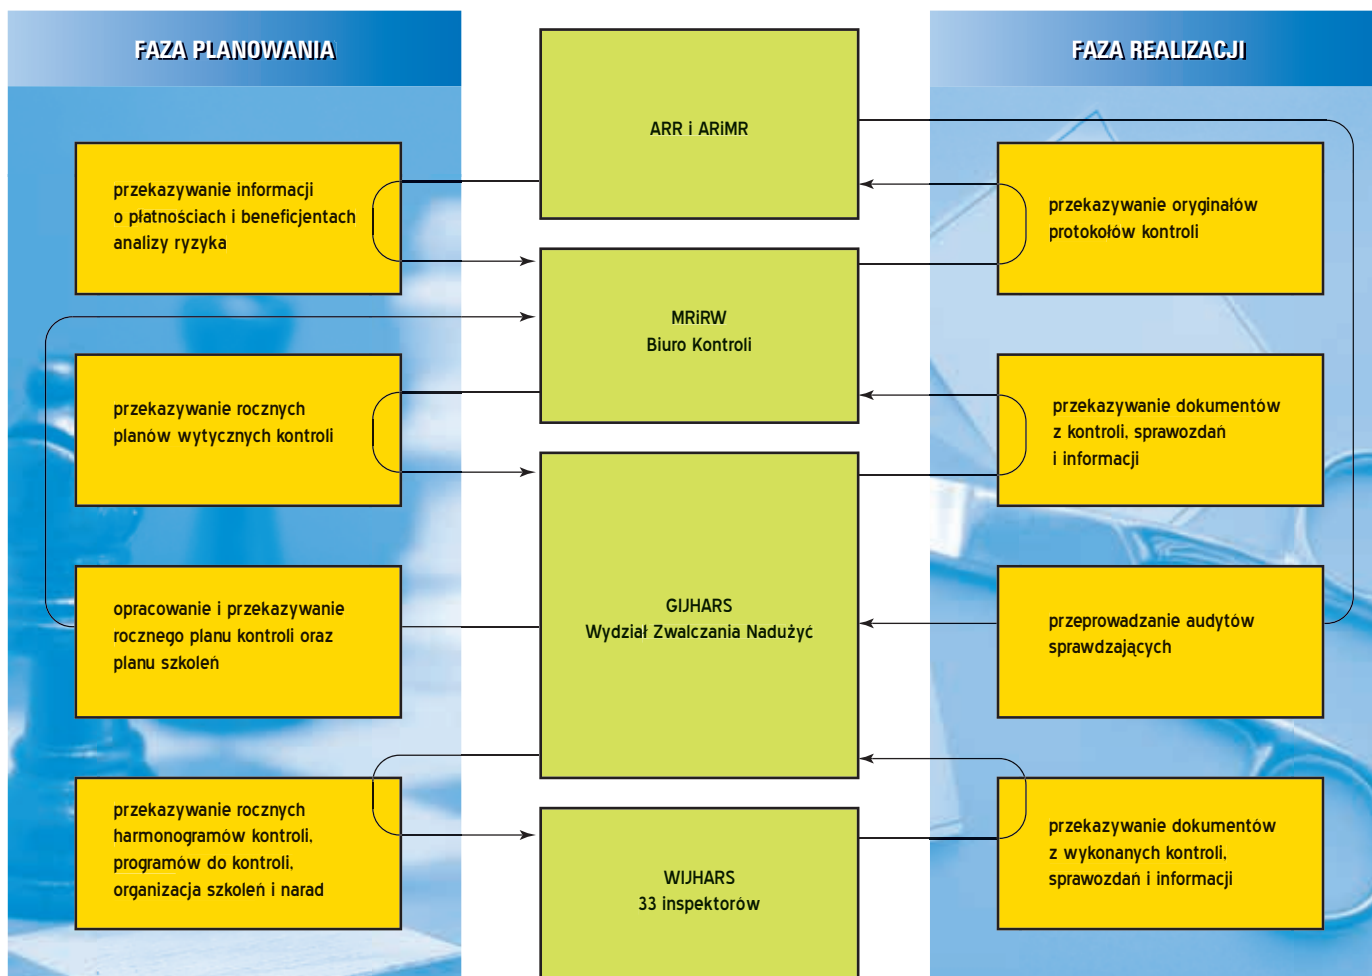 FAZA PLANOWANIA
przekazywanie informacji
o płatnościach i beneficjentach
analizy ryzyka
przekazywanie rocznych
planów wytycznych kontroli
opracowanie i przekazywanie
rocznego planu kontroli oraz
planu szkoleń
przekazywanie rocznych
harmonogramów kontroli,
programów do kontroli,
organizacja szkoleń i narad
ARR i ARiMR
MRiRW
Biuro Kontroli
GIJHARS
Wydział Zwalczania Nadużyć
WIJHARS
33 inspektorów
FAZA REALIZACJI
przekazywanie oryginałów
protokołów kontroli
przekazywanie dokumentów
z kontroli, sprawozdań
i informacji
przeprowadzanie audytów
sprawdzających
przekazywanie dokumentów
z wykonanych kontroli,
sprawozdań i informacji